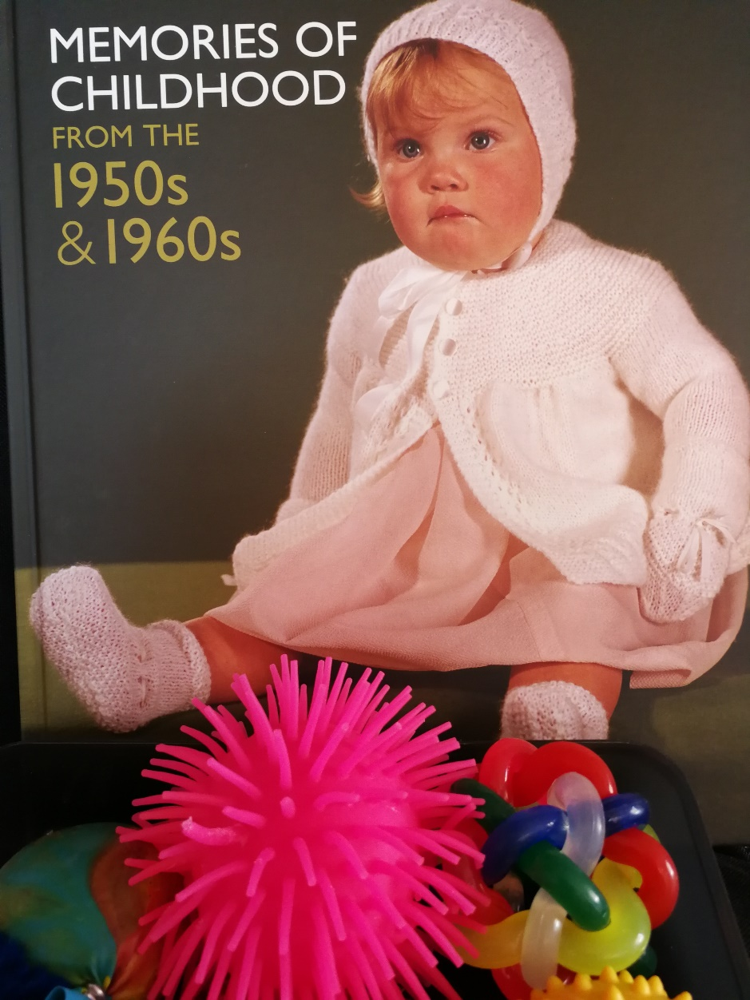 MEMORIES OF
CHILDHOOD
FROM THE
1950s
& 1960s